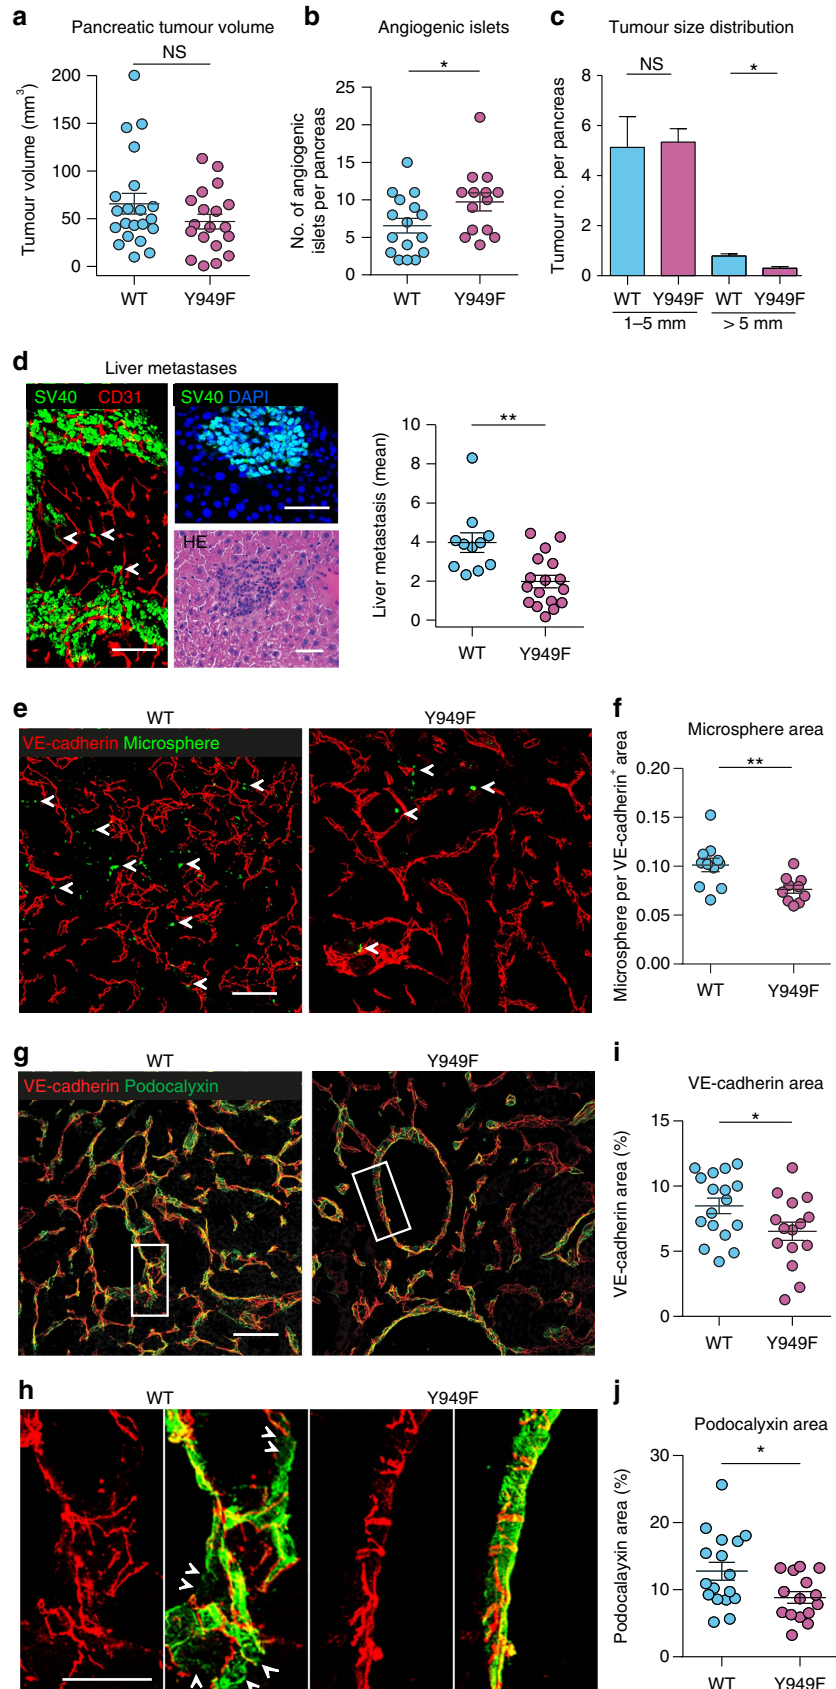 a Pancreatic tumour volume
NS
Tumour volume (mm3)
200
150
100
50
0
WT Y949F
b Angiogenic islets
*
No. of angiogenic
islets per pancreas
25
20
15
10
5
0
WT Y949F
c Tumour size distribution
NS *
Tumour no. per pancreas
8
6
4
2
0
WT Y949F WT Y949F
1–5 mm > 5 mm
d Liver metastases
SV40 CD31
SV40 DAPI
HE
**
Liver metastasis (mean)
10
8
6
4
2
0
WT Y949F
e WT Y949F
VE-cadherin Microsphere
f Microsphere area
**
Microsphere per VE-cadherin+ area
0.20
0.15
0.10
0.05
0.00
WT Y949F
g WT Y949F
VE-cadherin Podocalyxin
i VE-cadherin area
*
VE-cadherin area (%)
15
10
5
0
WT Y949F
h WT Y949F
j Podocalyxin area
*
Podocalayxin area (%)
30
20
10
0
WT Y949F